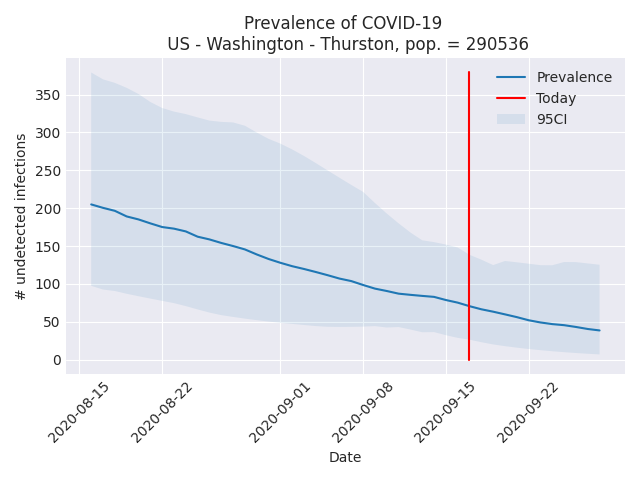 Prevalence of COVID-19
US - Washington - Thurston, pop. = 290536
Prevalence
Today
95CI
# undetected infections
350
300
250
200
150
100
50
0
2020-08-15
2020-08-22
2020-09-01
2020-09-08
2020-09-15
2020-09-22
Date